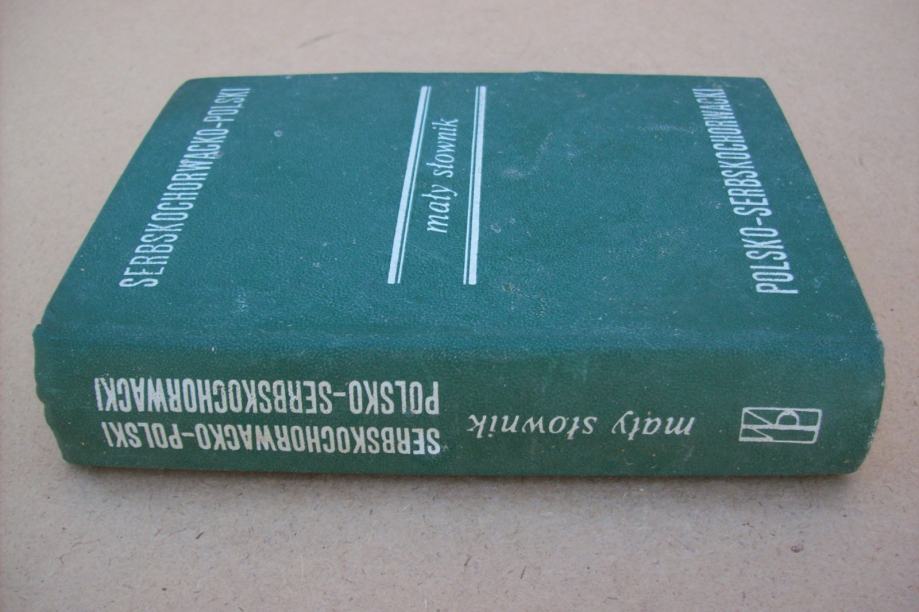 SERBSKOCHORWACKO-POLSKI
mały słownik
POLSKO-SERBSKOCHORWACKI
SERBSKOCHORWACKO-POLSKI
POLSKO-SERBSKOCHORWACKI
mały słownik